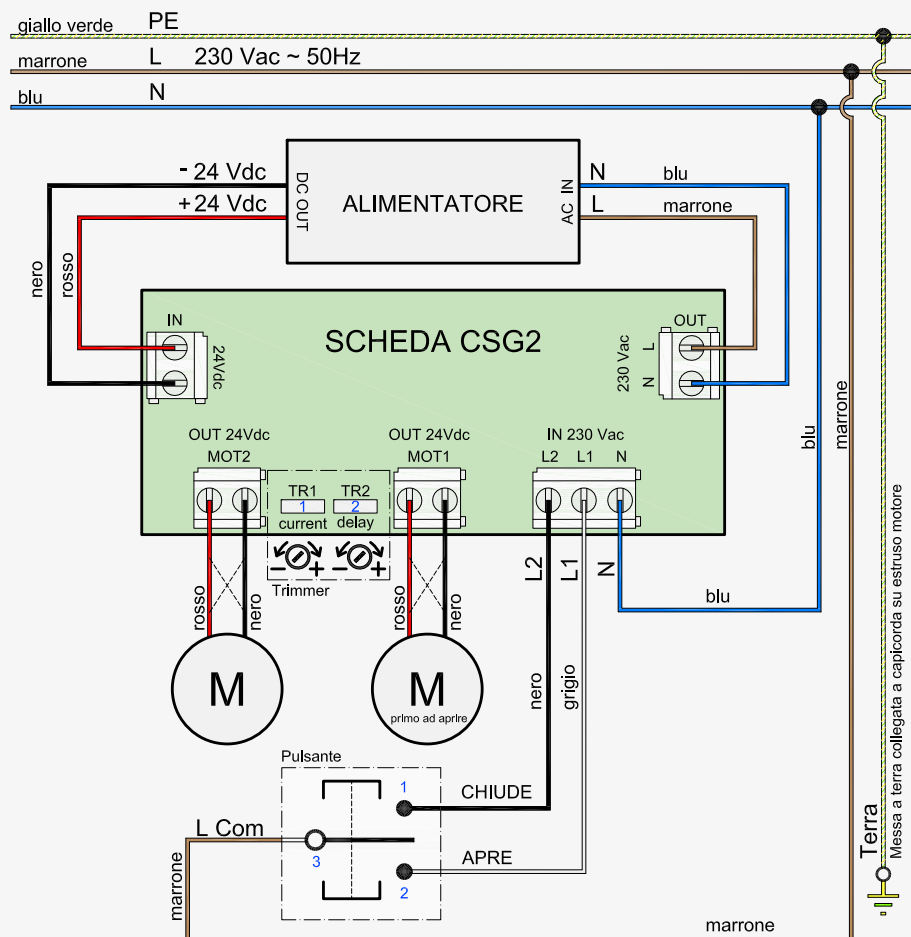 giallo verde PE
marrone L 230 Vac ~ 50Hz
blu N
- 24 Vdc
+24 Vdc
DC OUT
ALIMENTATORE
AC IN
N
L
blu
marrone
nero
rosso
IN
24Vdc
SCHEDA CSG2
OUT
230 Vac
L
N
blu
marrone
OUT 24Vdc
MOT2
TR1
1
current
TR2
2
delay
OUT 24Vdc
MOT1
IN 230 Vac
L2 L1 N
- +
- +
Trimmer
L2
L1
N
blu
rosso
nero
rosso
nero
nero
grigio
M
M
primo ad aprire
Pulsante
1
CHIUDE
L Com
3
APRE
2
marrone
marrone
Terra
Messa a terra collegata a capicorda su estruso motore